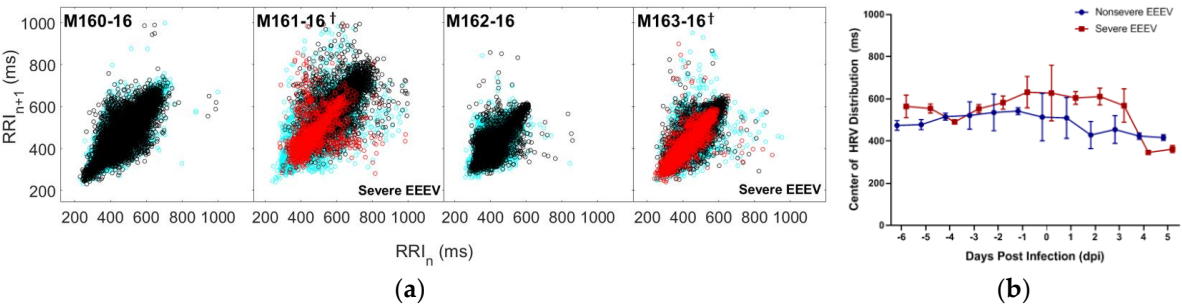 M160-16
M161-16 †
M162-16
M163-16†
Severe EEEV
Severe EEEV
RRIn+1 (ms)
1000
800
600
400
200
200 400 600 800 1000
200 400 600 800 1000
200 400 600 800 1000
200 400 600 800 1000
RRIn (ms)
(a)
Nonsevere EEEV
Severe EEEV
Center of HRV Distribution (ms)
1000
800
600
400
200
0
-6 -5 -4 -3 -2 -1 0 1 2 3 4 5
Days Post Infection (dpi)
(b)